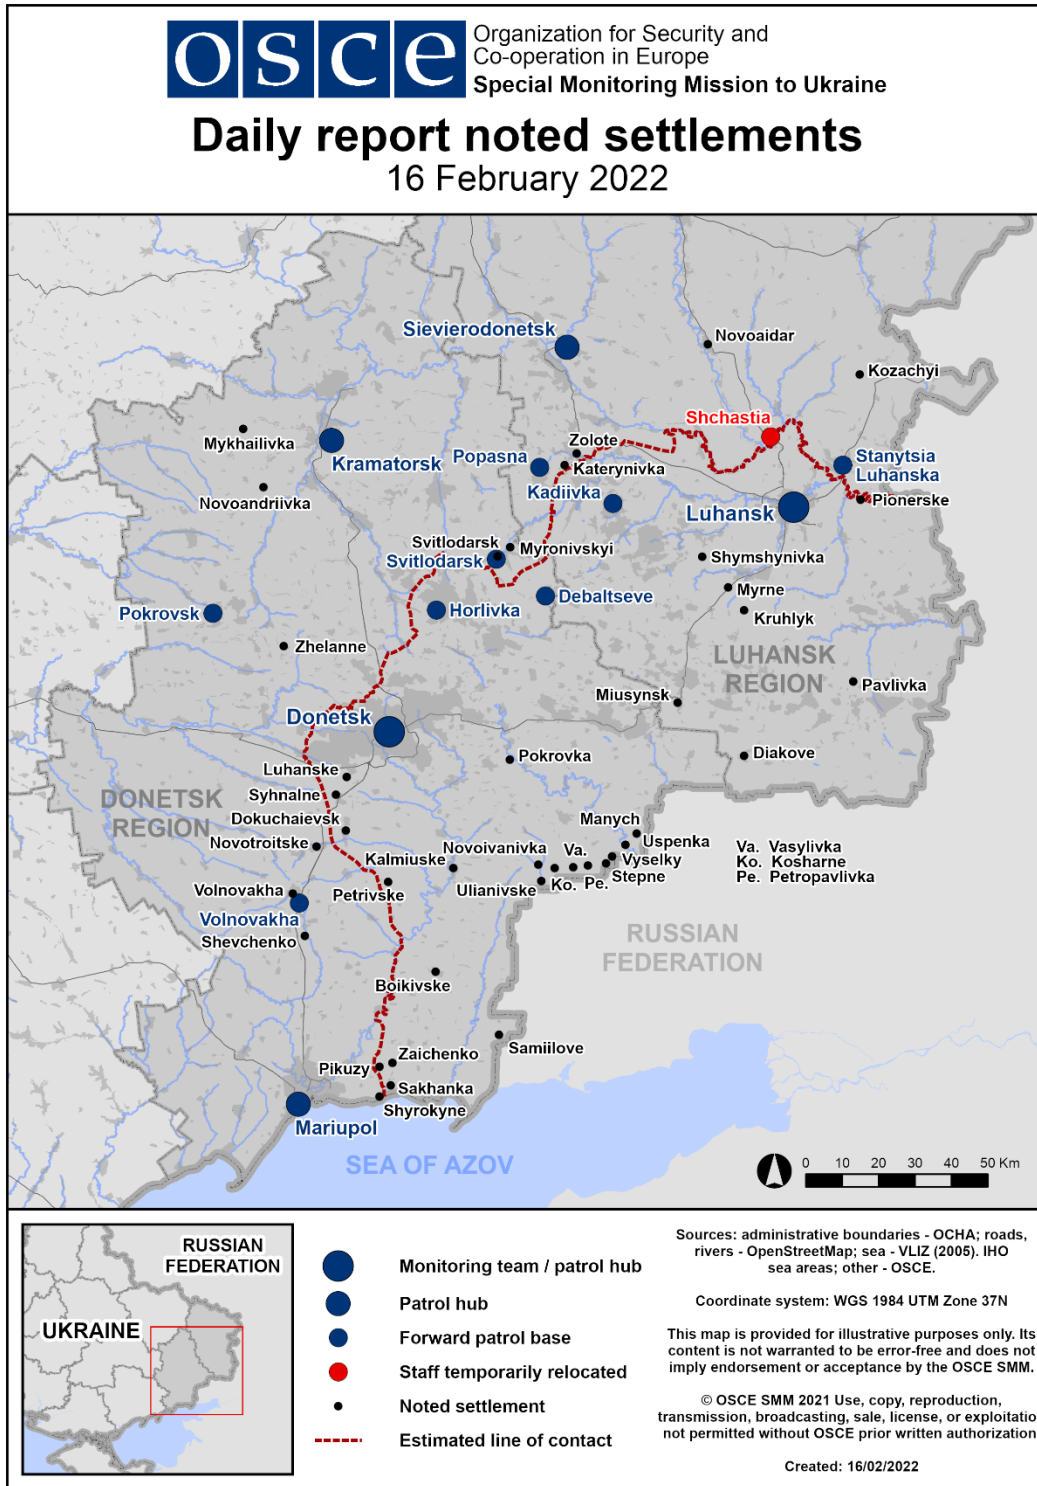 osce
Organization for Security and
Co-operation in Europe
Special Monitoring Mission to Ukraine
Daily report noted settlements
16 February 2022
Sievierodonetsk
Novoaidar
Kozachyi
Shchastia
Mykhailivka
Kramatorsk
Zolote
Popasna
Katerynivka
Stanytsia
Luhanska
Novoandriivka
Kadiivka
Luhansk
Pionerske
Svitlodarsk
Myronivskyi
Svitlodarsk
Shymshynivka
Myrne
Debaltseve
Horlivka
Pokrovsk
Kruhlyk
Zhelanne
LUHANSK
REGION
Pavlivka
Miusynsk
Donetsk
Pokrovka
Diakove
Luhanske
Syhnalne
DONETSK
REGION
Dokuchaievsk
Manych
Novotroitske
Uspenka
Kalmiuske
Novoivanivka
Va.
Vyselky
Va. Vasylivka
Ko. Kosharne
Pe. Petropavlivka
Stepne
Volnovakha
Petrivske
Ulianivske
Ko.
Pe.
Volnovakha
Shevchenko
RUSSIAN
FEDERATION
Boikivske
Samiilove
Zaichenko
Pikuzy
Sakhanka
Shyrokyne
Mariupol
SEA OF AZOV
0 10 20 30 40 50 Km
RUSSIAN
FEDERATION
UKRAINE
Monitoring team / patrol hub
Patrol hub
Forward patrol base
Staff temporarily relocated
Noted settlement
Estimated line of contact
Sources: administrative boundaries - OCHA; roads,
rivers - OpenStreetMap; sea - VLIZ (2005). IHO
sea areas; other - OSCE.
Coordinate system: WGS 1984 UTM Zone 37N
This map is provided for illustrative purposes only. Its
content is not warranted to be error-free and does not
imply endorsement or acceptance by the OSCE SMM.
© OSCE SMM 2021 Use, copy, reproduction,
transmission, broadcasting, sale, license, or exploitatio
not permitted without OSCE prior written authorization
Created: 16/02/2022